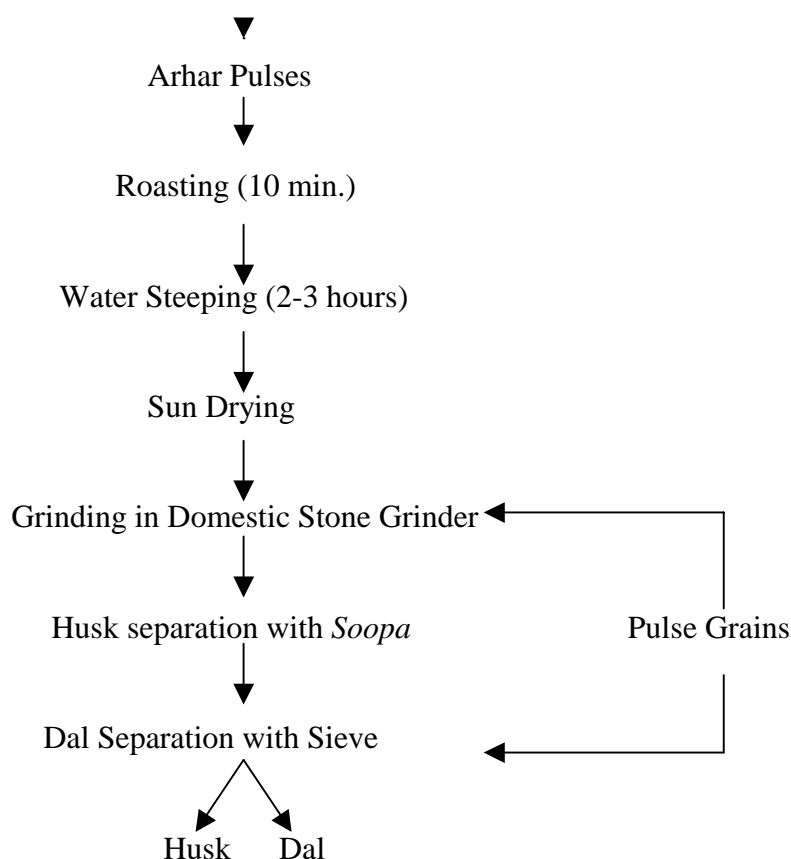 Arhar Pulses
Roasting (10 min.)
Water Steeping (2-3 hours)
Sun Drying
Grinding in Domestic Stone Grinder
Husk separation with Soopa
Pulse Grains
Dal Separation with Sieve
Husk
Dal